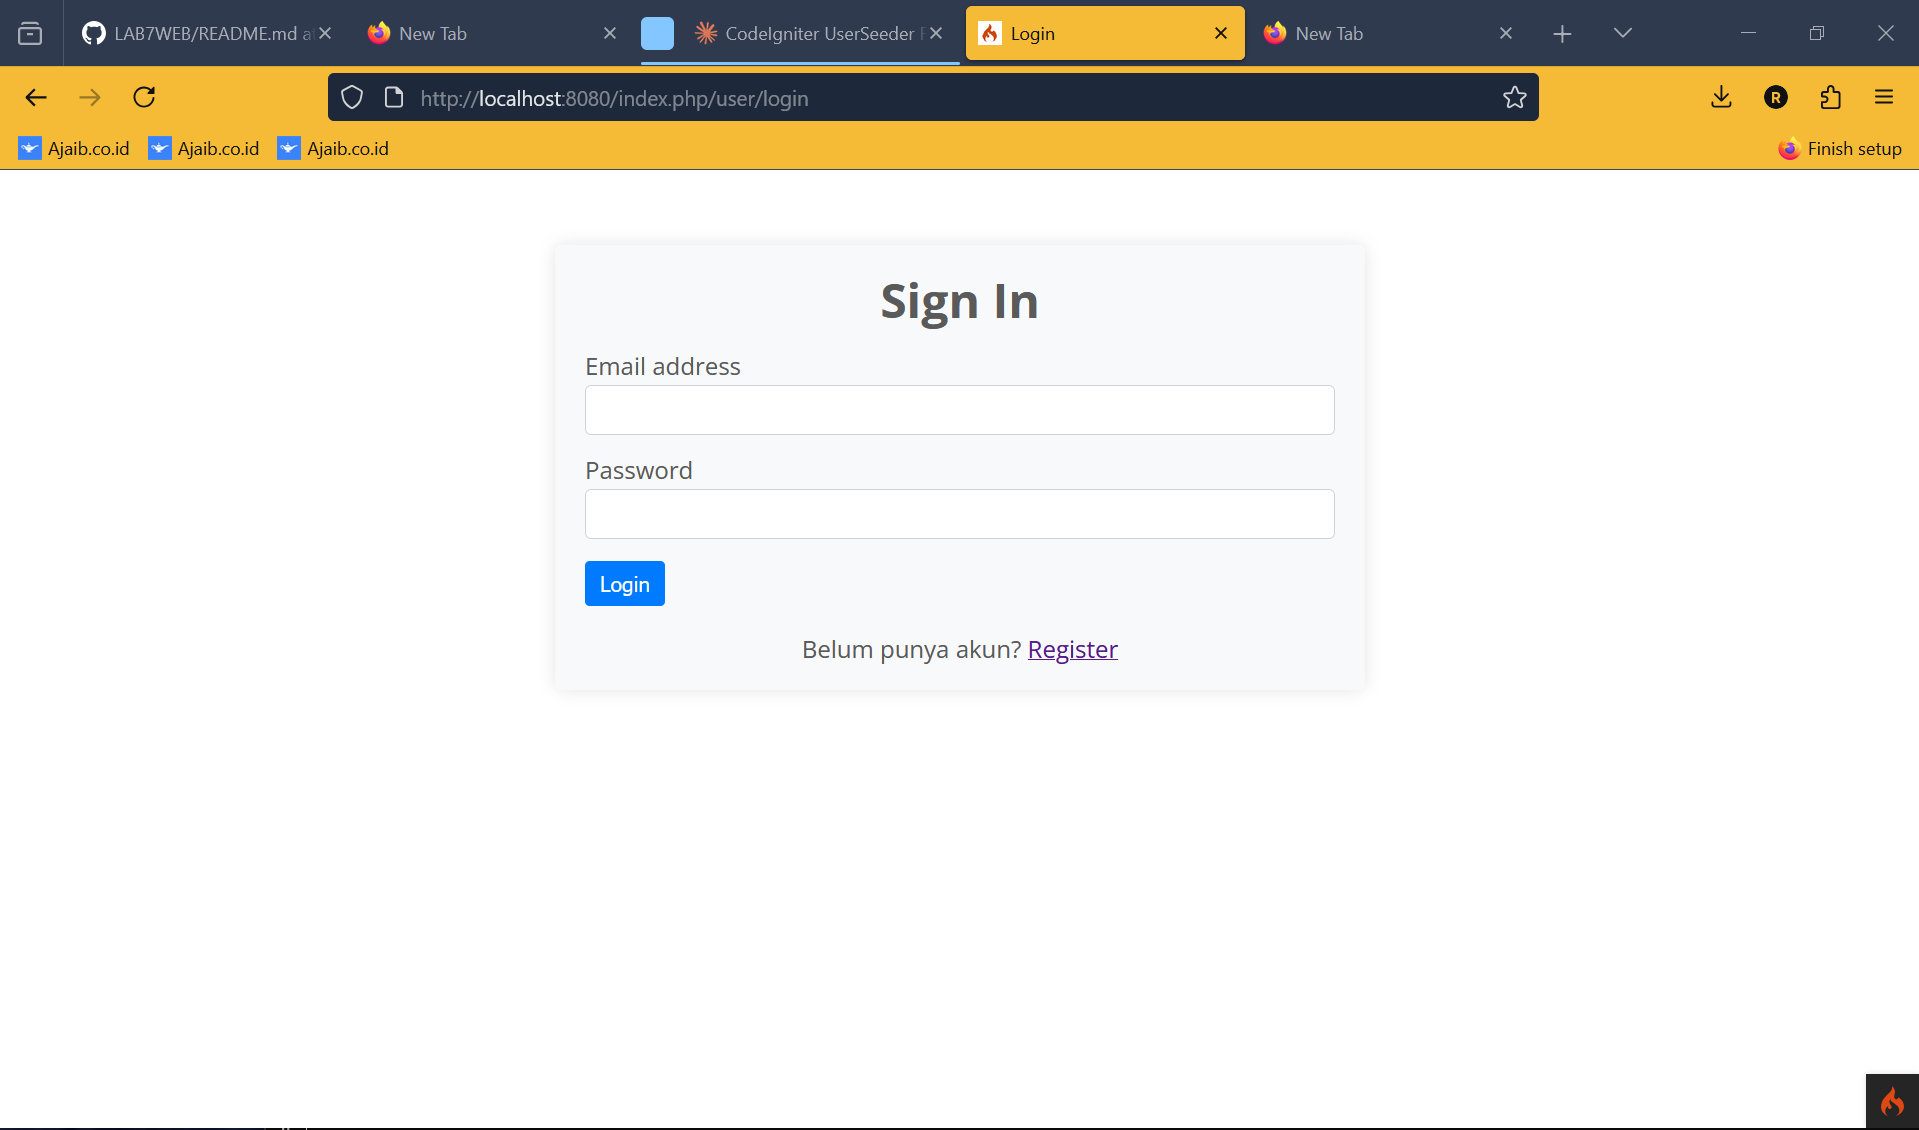 LAB7WEB/README.md a
New Tab
CodeIgniter UserSeeder
Login
New Tab
http://localhost:8080/index.php/user/login
R
Ajaib.co.id
Ajaib.co.id
Ajaib.co.id
Finish setup
Sign In
Email address
Password
Login
Belum punya akun? Register